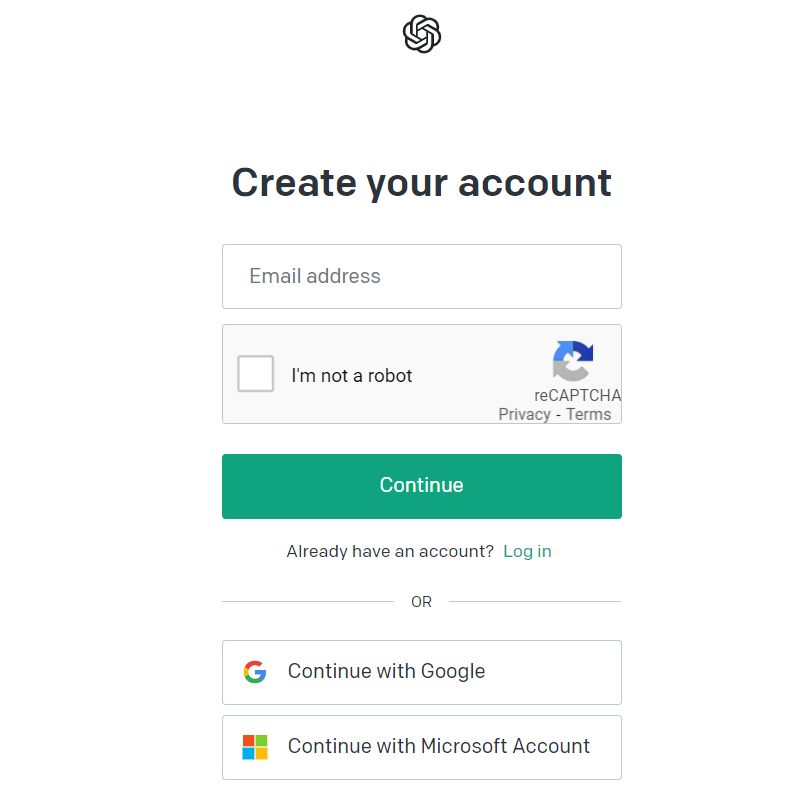 Create your account
Email address
I'm not a robot
reCAPTCHA
Privacy - Terms
Continue
Already have an account? Log in
OR
Continue with Google
Continue with Microsoft Account